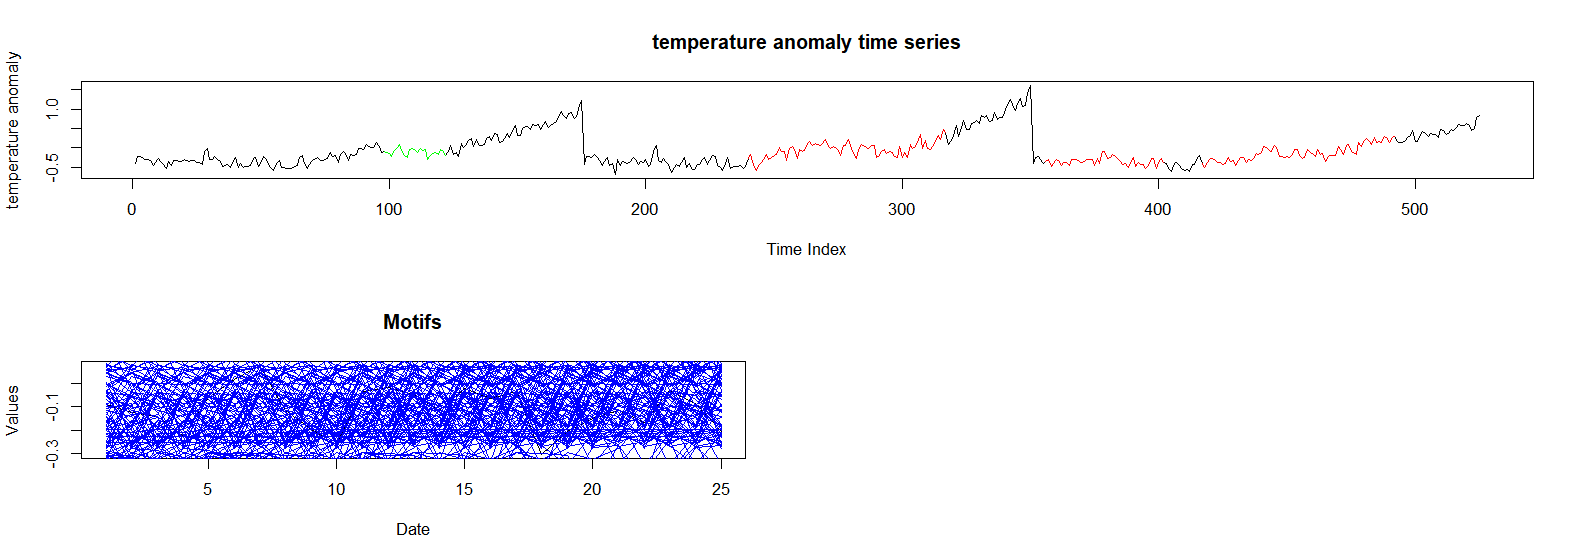 temperature anomaly time series
temperature anomaly
1.0
-0.5
0 100 200 300 400 500
Time Index
Motifs
Values
-0.1
-0.3
5 10 15 20 25
Date